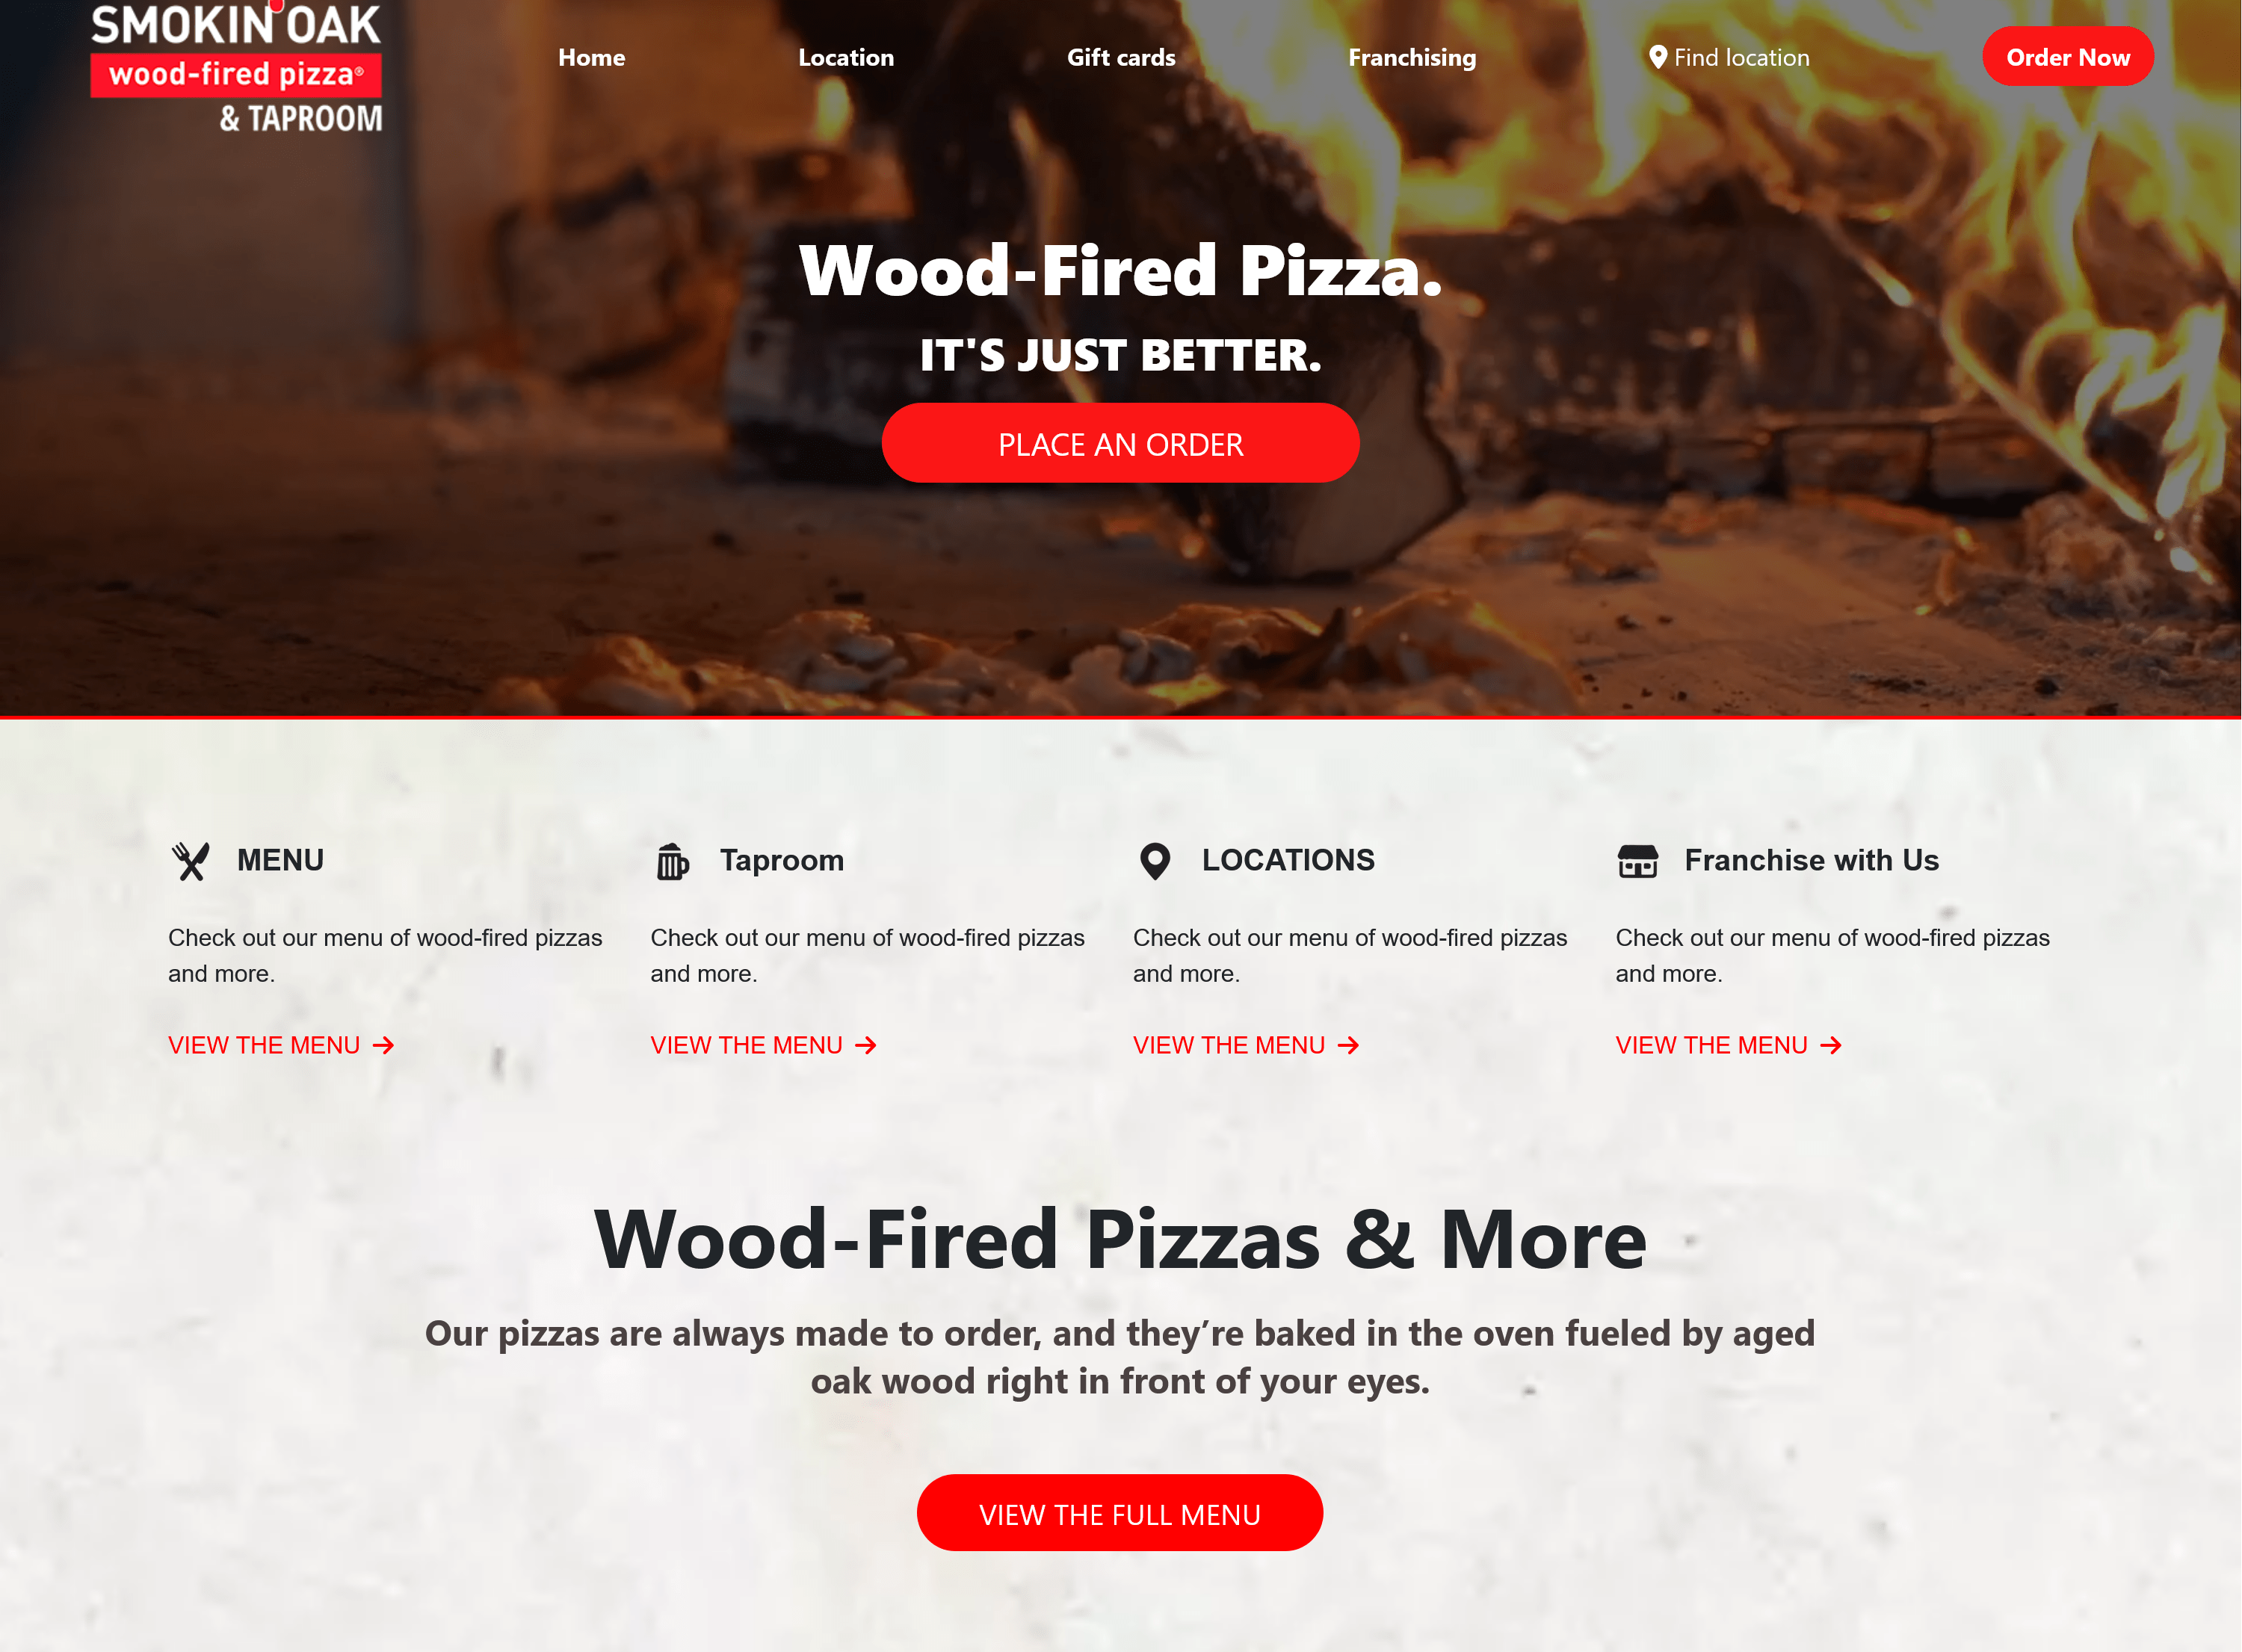 SMOKIN' OAK
wood-fired pizza®
& TAPROOM
Home
Location
Gift cards
Franchising
Find location
Order Now
Wood-Fired Pizza.
IT'S JUST BETTER.
PLACE AN ORDER
MENU
Check out our menu of wood-fired pizzas
and more.
VIEW THE MENU →
Taproom
Check out our menu of wood-fired pizzas
and more.
VIEW THE MENU →
LOCATIONS
Check out our menu of wood-fired pizzas
and more.
VIEW THE MENU →
Franchise with Us
Check out our menu of wood-fired pizzas
and more.
VIEW THE MENU →
Wood-Fired Pizzas & More
Our pizzas are always made to order, and they’re baked in the oven fueled by aged
oak wood right in front of your eyes.
VIEW THE FULL MENU